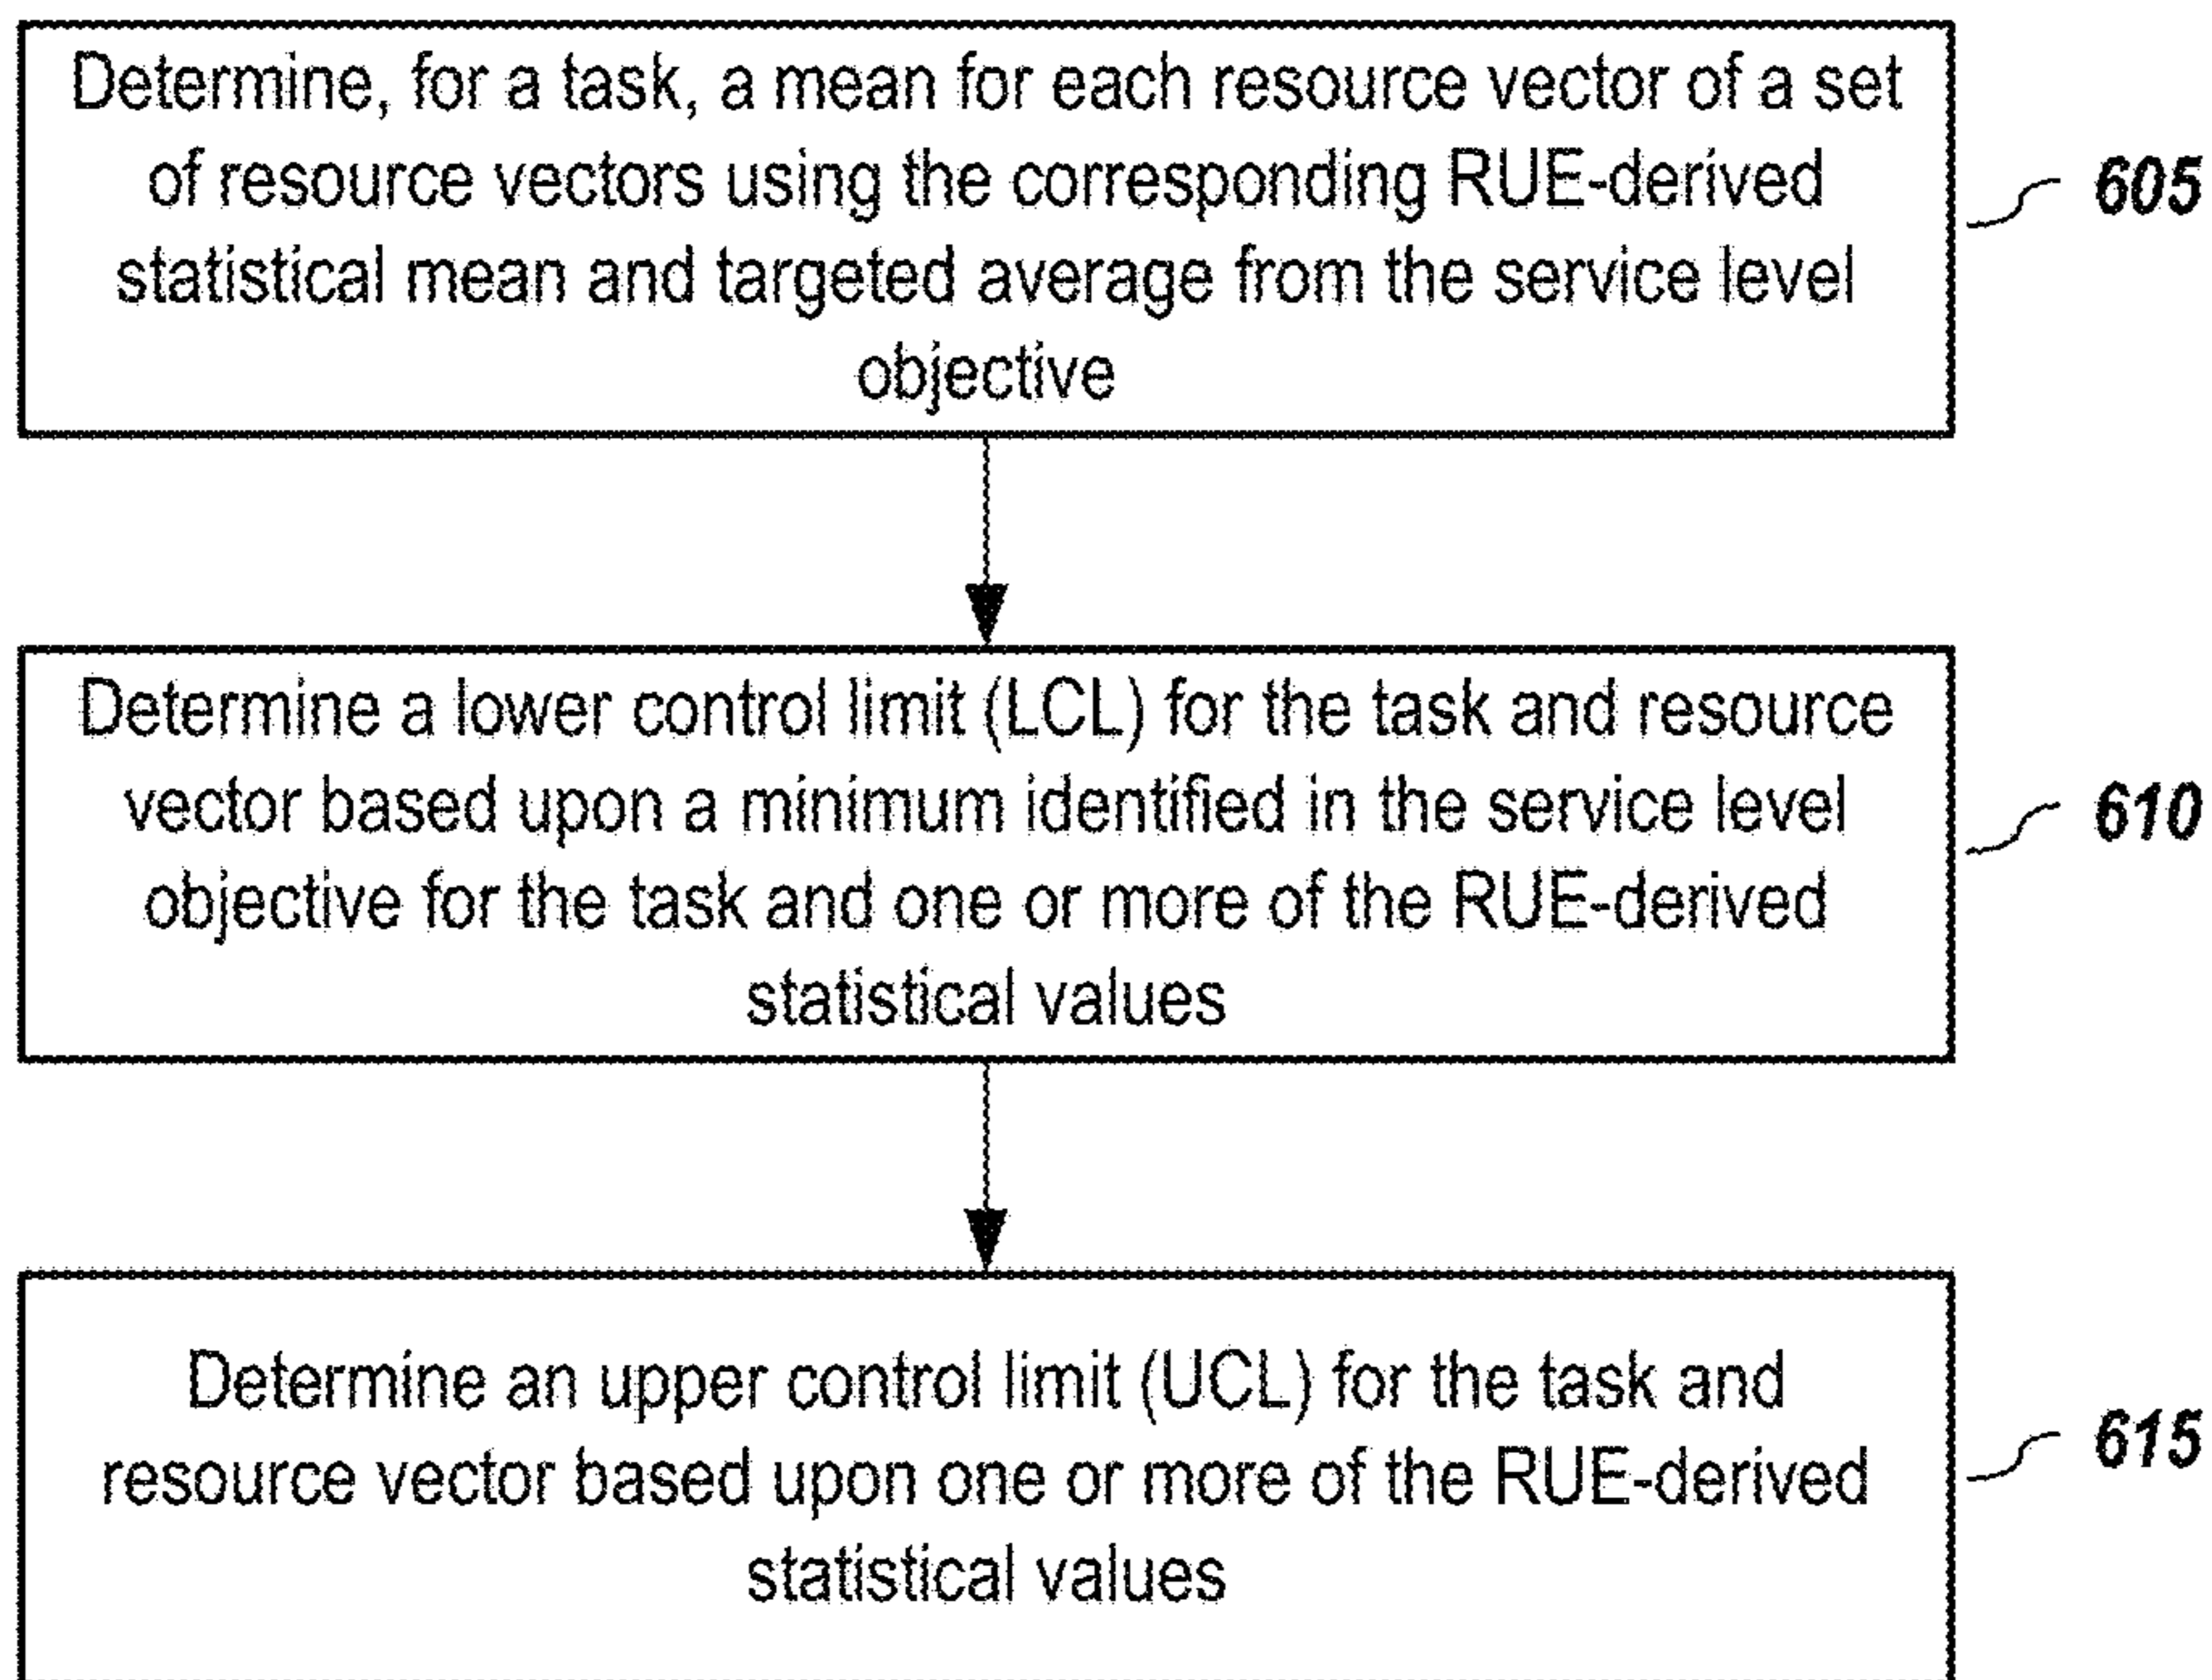 Determine, for a task, a mean for each resource vector of a set
of resource vectors using the corresponding RUE-derived
statistical mean and targeted average from the service level
objective
605
Determine a lower control limit (LCL) for the task and resource
vector based upon a minimum identified in the service level
objective for the task and one or more of the RUE-derived
statistical values
610
Determine an upper control limit (UCL) for the task and
resource vector based upon one or more of the RUE-derived
statistical values
615